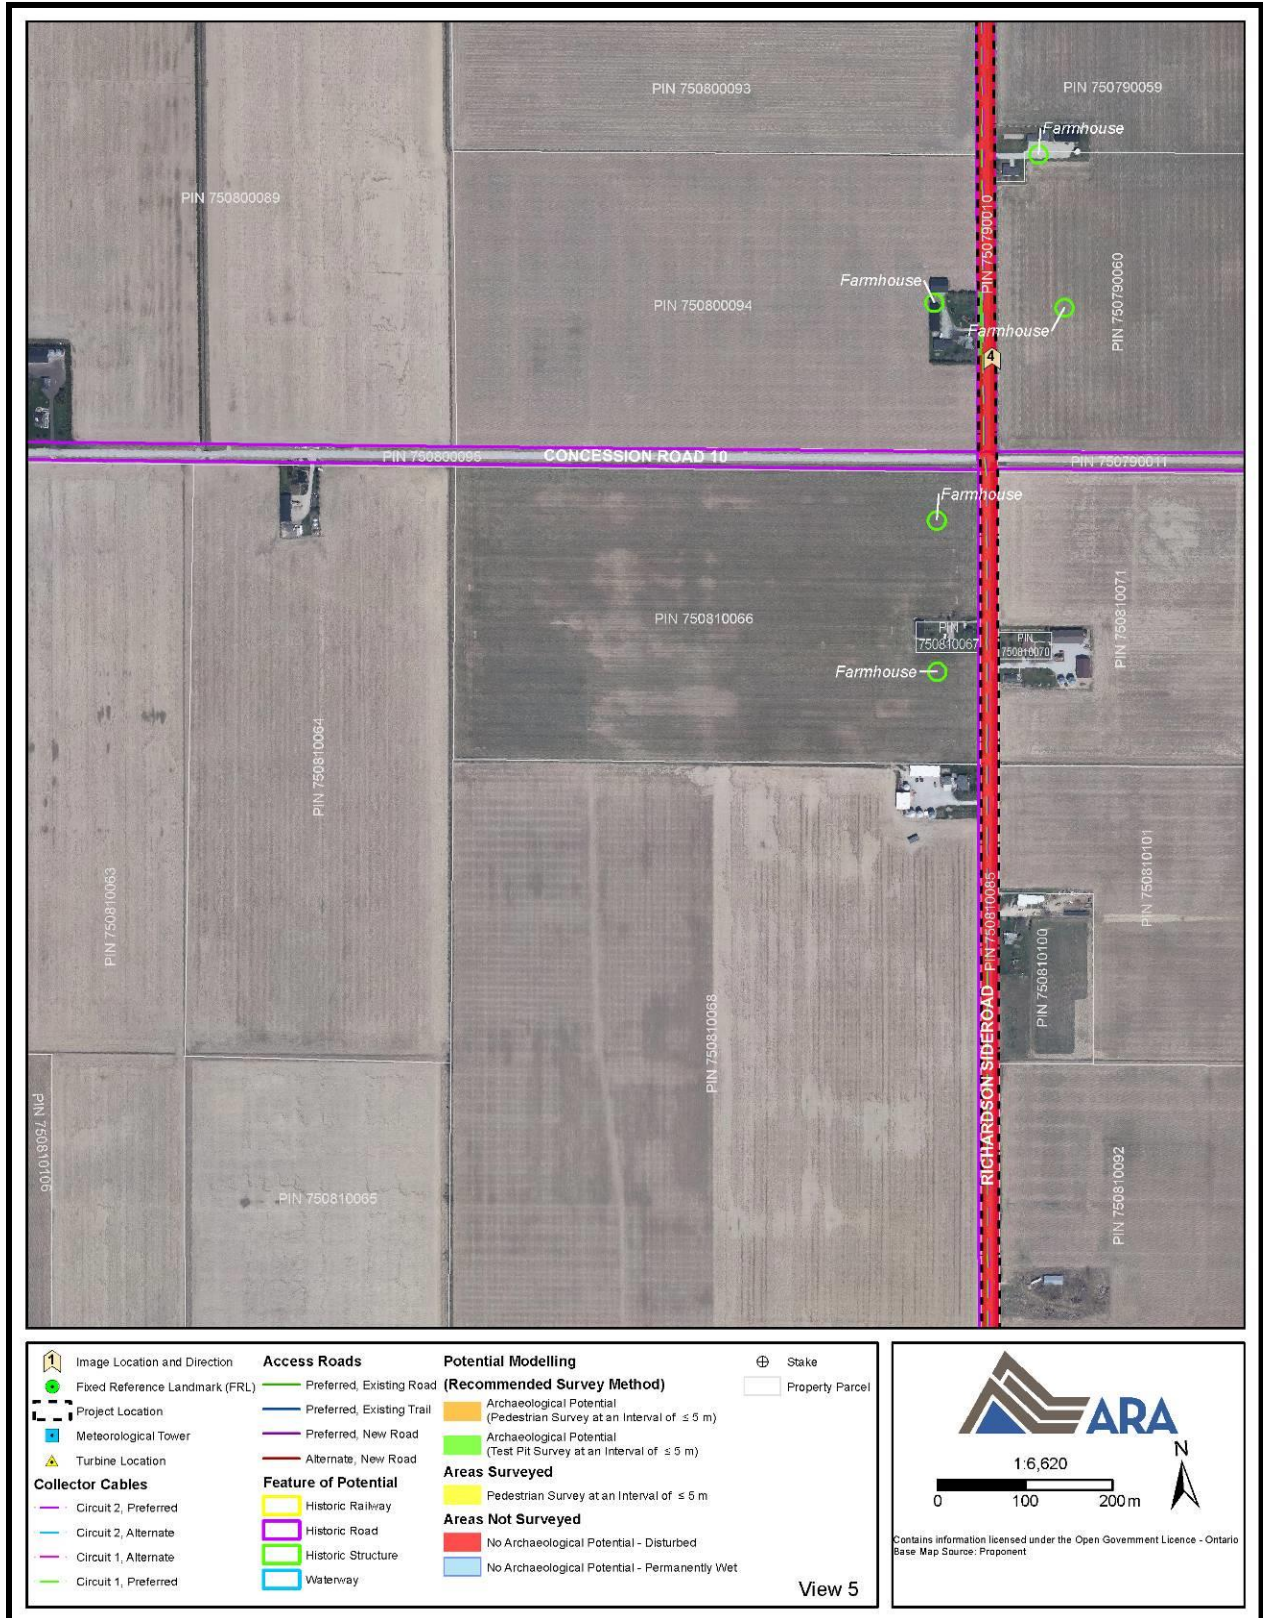 PIN 750800093
PIN 750790059
Farmhouse
PIN 750800089
PIN 750790010
Farmhouse
PIN 750800094
PIN 750790060
Farmhouse
4
PIN 750800095
CONCESSION ROAD 10
PIN 750790011
Farmhouse
PIN 750810066
PIN
750810067
PIN
750810070
PIN 750810071
Farmhouse
PIN 750810064
PIN 750810063
PIN 750810101
PIN 750810085
PIN 750810100
PIN 750810068
RICHARDSON SIDEROAD
PIN 750810106
PIN 750810065
PIN 750810092
1 Image Location and Direction
Fixed Reference Landmark (FRL)
Project Location
Meteorological Tower
Turbine Location
Collector Cables
Circuit 2, Preferred
Circuit 2, Alternate
Circuit 1, Alternate
Circuit 1, Preferred
Access Roads
Preferred, Existing Road
Preferred, Existing Trail
Preferred, New Road
Alternate, New Road
Feature of Potential
Historic Railway
Historic Road
Historic Structure
Waterway
Potential Modelling
(Recommended Survey Method)
Archaeological Potential
(Pedestrian Survey at an Interval of ≤ 5 m)
Archaeological Potential
(Test Pit Survey at an Interval of ≤ 5 m)
Areas Surveyed
Pedestrian Survey at an Interval of ≤ 5 m
Areas Not Surveyed
No Archaeological Potential - Disturbed
No Archaeological Potential - Permanently Wet
Stake
Property Parcel
View 5
ARA
N
1:6,620
0 100 200 m
Contains information licensed under the Open Government Licence - Ontario
Base Map Source: Proponent